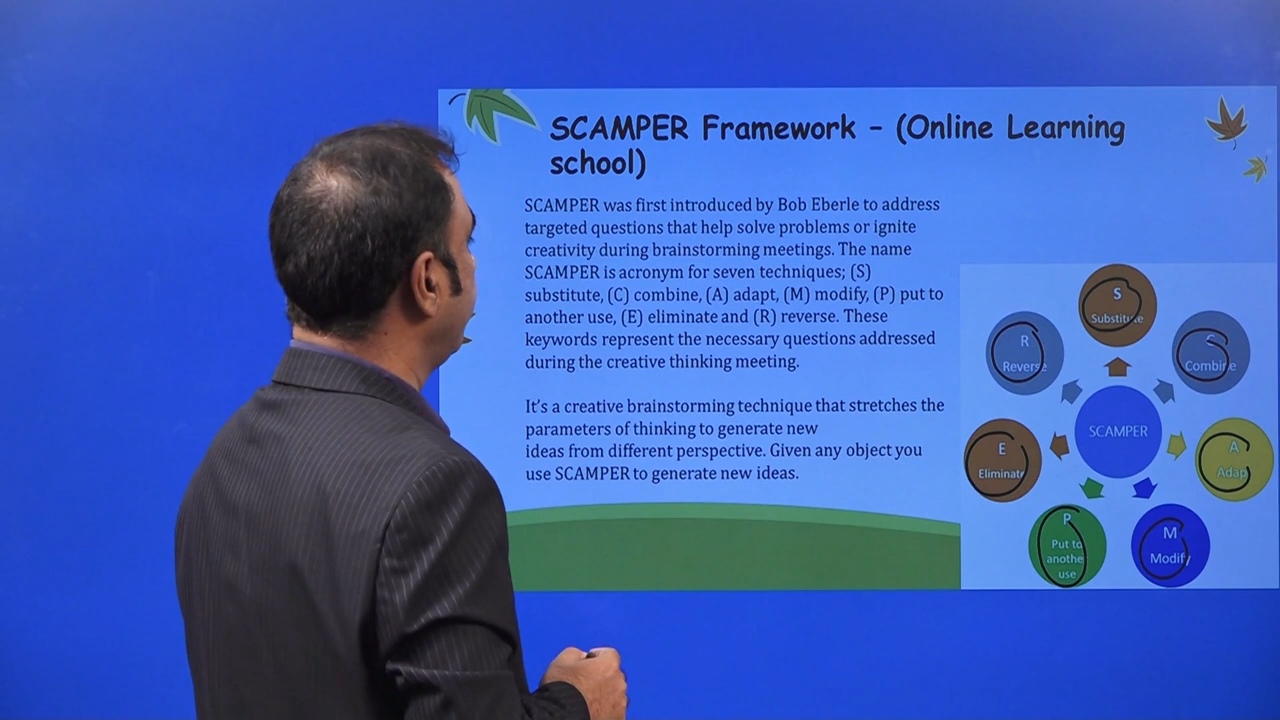 SCAMPER Framework – (Online Learning
school)
SCAMPER was first introduced by Bob Eberle to address
targeted questions that help solve problems or ignite
creativity during brainstorming meetings. The name
SCAMPER is acronym for seven techniques; (S)
substitute, (C) combine, (A) adapt, (M) modify, (P) put to
another use, (E) eliminate and (R) reverse. These
keywords represent the necessary questions addressed
during the creative thinking meeting.
It's a creative brainstorming technique that stretches the
parameters of thinking to generate new
ideas from different perspective. Given any object you
use SCAMPER to generate new ideas.
S
Substitute
C
Combine
A
Adapt
M
Modify
P
Put to
another
use
E
Eliminate
R
Reverse
SCAMPER